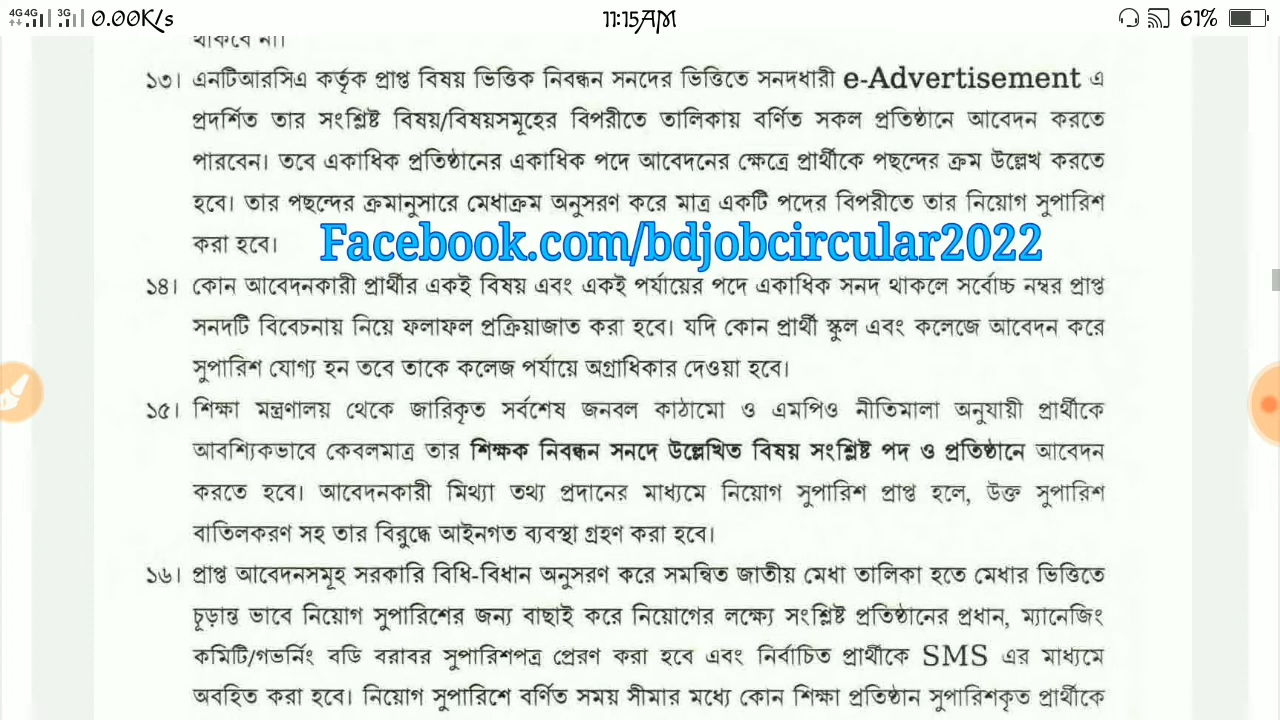 4G 4G 3G 0.00K/s 11:15AM 61%
থাকবে না।
১৩। এনটিআরসিএ কর্তৃক প্রাপ্ত বিষয় ভিত্তিক নিবন্ধন সনদের ভিত্তিতে সনদধারী e-Advertisement এ
প্রদর্শিত তার সংশ্লিষ্ট বিষয়/বিষয়সমূহের বিপরীতে তালিকায় বর্ণিত সকল প্রতিষ্ঠানে আবেদন করতে
পারবেন। তবে একাধিক প্রতিষ্ঠানের একাধিক পদে আবেদনের ক্ষেত্রে প্রার্থীকে পছন্দের ক্রম উল্লেখ করতে
হবে। তার পছন্দের ক্রমানুসারে মেধাক্রম অনুসরণ করে মাত্র একটি পদের বিপরীতে তার নিয়োগ সুপারিশ
করা হবে। Facebook.com/bdjobcircular2022
১৪। কোন আবেদনকারী প্রার্থীর একই বিষয় এবং একই পর্যায়ের পদে একাধিক সনদ থাকলে সর্বোচ্চ নম্বর প্রাপ্ত
সনদটি বিবেচনায় নিয়ে ফলাফল প্রক্রিয়াজাত করা হবে। যদি কোন প্রার্থী স্কুল এবং কলেজে আবেদন করে
সুপারিশ যোগ্য হন তবে তাকে কলেজ পর্যায়ে অগ্রাধিকার দেওয়া হবে।
১৫। শিক্ষা মন্ত্রণালয় থেকে জারিকৃত সর্বশেষ জনবল কাঠামো ও এমপিও নীতিমালা অনুযায়ী প্রার্থীকে
আবশ্যিকভাবে কেবলমাত্র তার শিক্ষক নিবন্ধন সনদে উল্লেখিত বিষয় সংশ্লিষ্ট পদ ও প্রতিষ্ঠানে আবেদন
করতে হবে। আবেদনকারী মিথ্যা তথ্য প্রদানের মাধ্যমে নিয়োগ সুপারিশ প্রাপ্ত হলে, উক্ত সুপারিশ
বাতিলকরণ সহ তার বিরুদ্ধে আইনগত ব্যবস্থা গ্রহণ করা হবে।
১৬। প্রাপ্ত আবেদনসমূহ সরকারি বিধি-বিধান অনুসরণ করে সমন্বিত জাতীয় মেধা তালিকা হতে মেধার ভিত্তিতে
চূড়ান্ত ভাবে নিয়োগ সুপারিশের জন্য বাছাই করে নিয়োগের লক্ষ্যে সংশ্লিষ্ট প্রতিষ্ঠানের প্রধান, ম্যানেজিং
কমিটি/গভর্নিং বডি বরাবর সুপারিশপত্র প্রেরণ করা হবে এবং নির্বাচিত প্রার্থীকে SMS এর মাধ্যমে
অবহিত করা হবে। নিয়োগ সুপারিশে বর্ণিত সময় সীমার মধ্যে কোন শিক্ষা প্রতিষ্ঠান সুপারিশকৃত প্রার্থীকে